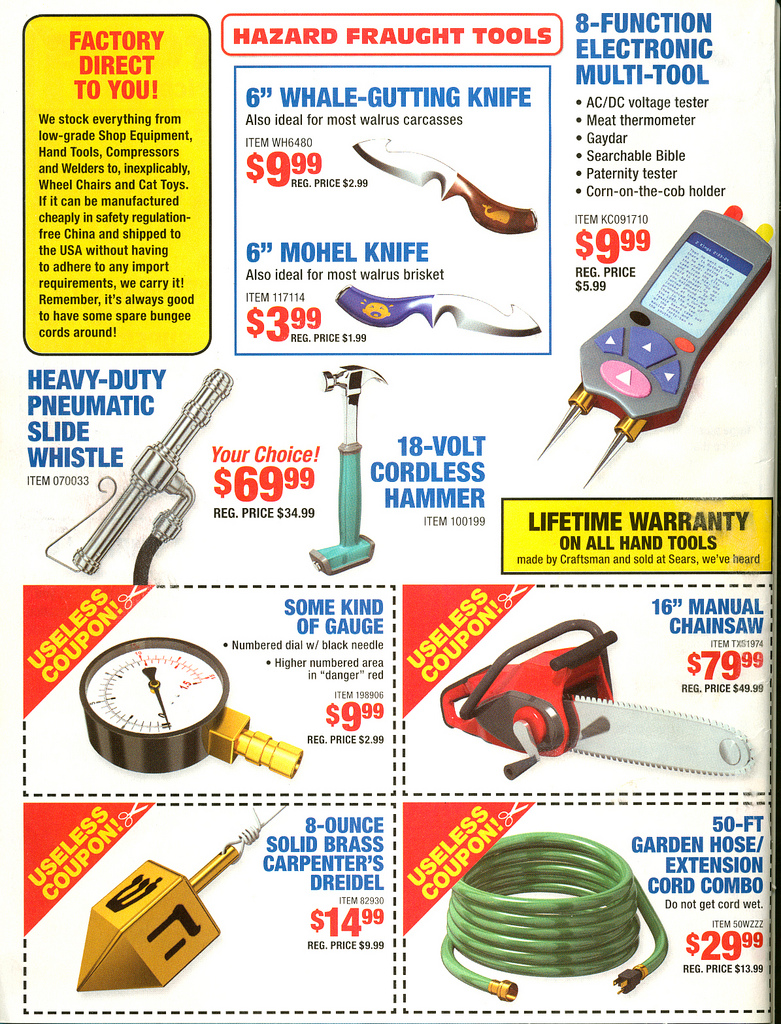 FACTORY
DIRECT
TO YOU!
We stock everything from
low-grade Shop Equipment,
Hand Tools, Compressors
and Welders to, inexplicably,
Wheel Chairs and Cat Toys.
If it can be manufactured
cheaply in safety regulation-
free China and shipped to
the USA without having
to adhere to any import
requirements, we carry it!
Remember, it's always good
to have some spare bungee
cords around!
HAZARD FRAUGHT TOOLS
6” WHALE-GUTTING KNIFE
Also ideal for most walrus carcasses
ITEM WH6480
$999
REG. PRICE $2.99
6” MOHEL KNIFE
Also ideal for most walrus brisket
ITEM 117114
$399
REG. PRICE $1.99
8-FUNCTION
ELECTRONIC
MULTI-TOOL
• AC/DC voltage tester
• Meat thermometer
• Gaydar
• Searchable Bible
• Paternity tester
• Corn-on-the-cob holder
ITEM KC091710
$999
REG. PRICE
$5.99
HEAVY-DUTY
PNEUMATIC
SLIDE
WHISTLE
ITEM 070033
Your Choice!
$6999
REG. PRICE $34.99
18-VOLT
CORDLESS
HAMMER
ITEM 100199
LIFETIME WARRANTY
ON ALL HAND TOOLS
made by Craftsman and sold at Sears, we've heard
USELESS
COUPON!
SOME KIND
OF GAUGE
• Numbered dial w/ black needle
• Higher numbered area
in “danger” red
ITEM 198906
$999
REG. PRICE $2.99
USELESS
COUPON!
16” MANUAL
CHAINSAW
ITEM TXS1974
$7999
REG. PRICE $49.99
USELESS
COUPON!
8-OUNCE
SOLID BRASS
CARPENTER'S
DREIDEL
ITEM 82930
$1499
REG. PRICE $9.99
ש
ה
USELESS
COUPON!
50-FT
GARDEN HOSE/
EXTENSION
CORD COMBO
Do not get cord wet.
ITEM 50WZZZ
$2999
REG. PRICE $13.99